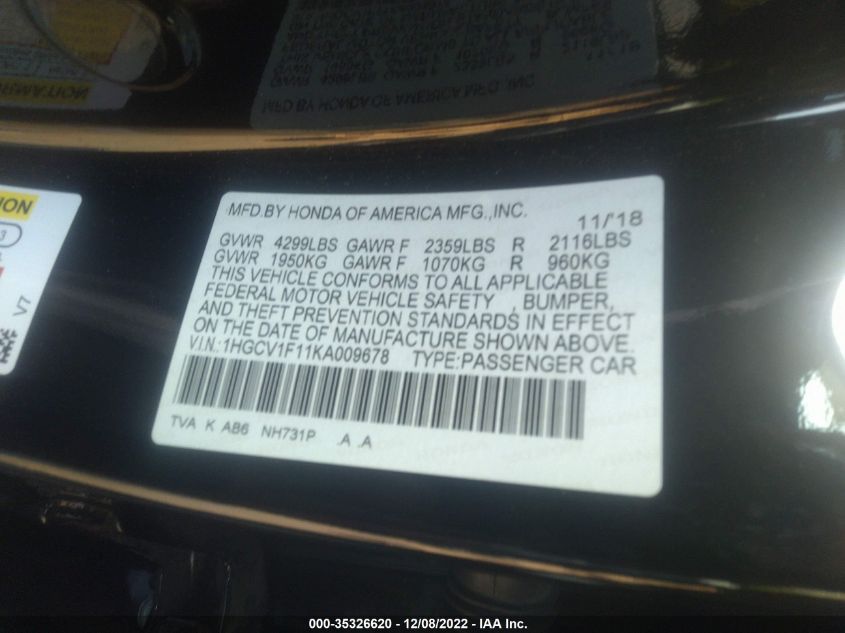 MFD.BY HONDA OF AMERICA MFG.,INC.
11/'18
GVWR 4299LBS GAWR F 2359LBS R 2116LBS
GVWR 1950KG GAWR F 1070KG R 960KG
THIS VEHICLE CONFORMS TO ALL APPLICABLE
FEDERAL MOTOR VEHICLE SAFETY , BUMPER,
AND THEFT PREVENTION STANDARDS IN EFFECT
ON THE DATE OF MANUFACTURE SHOWN ABOVE.
V.I.N.:1HGCV1F11KA009678 TYPE:PASSENGER CAR
TVA K AB6 NH731P .A .A
ION
3
V7
000-35326620 - 12/08/2022 - IAA Inc.